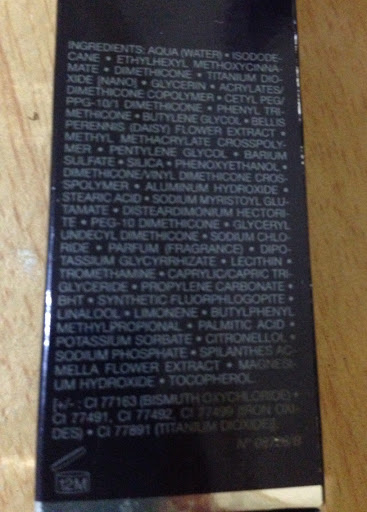 INGREDIENTS: AQUA (WATER) • ISODODE-
CANE • ETHYLHEXYL METHOXYCINNA-
MATE • DIMETHICONE • TITANIUM DIO-
XIDE [NANO] • GLYCERIN • ACRYLATES/
DIMETHICONE COPOLYMER • CETYL PEG/
PPG-10/1 DIMETHICONE • PHENYL TRI-
METHICONE • BUTYLENE GLYCOL • BELLIS
PERENNIS (DAISY) FLOWER EXTRACT •
METHYL METHACRYLATE CROSSPOLY-
MER • PENTYLENE GLYCOL • BARIUM
SULFATE • SILICA • PHENOXYETHANOL •
DIMETHICONE/VINYL DIMETHICONE CROS-
SPOLYMER • ALUMINUM HYDROXIDE •
STEARIC ACID • SODIUM MYRISTOYL GLU-
TAMATE • DISTEARDIMONIUM HECTORI-
TE • PEG-10 DIMETHICONE • GLYCERYL
UNDECYL DIMETHICONE • SODIUM CHLO-
RIDE • PARFUM (FRAGRANCE) • DIPO-
TASSIUM GLYCYRRHIZATE • LECITHIN •
TROMETHAMINE • CAPRYLIC/CAPRIC TRI-
GLYCERIDE • PROPYLENE CARBONATE •
BHT • SYNTHETIC FLUORPHLOGOPITE •
LINALOOL • LIMONENE • BUTYLPHENYL
METHYLPROPIONAL • PALMITIC ACID •
POTASSIUM SORBATE • CITRONELLOL •
SODIUM PHOSPHATE • SPILANTHES AC-
MELLA FLOWER EXTRACT • MAGNESI-
UM HYDROXIDE • TOCOPHEROL.
[+/- : CI 77163 (BISMUTH OXYCHLORIDE) •
CI 77491, CI 77492, CI 77499 (IRON OXI-
DES) • CI 77891 (TITANIUM DIOXIDE)].
N°
12M